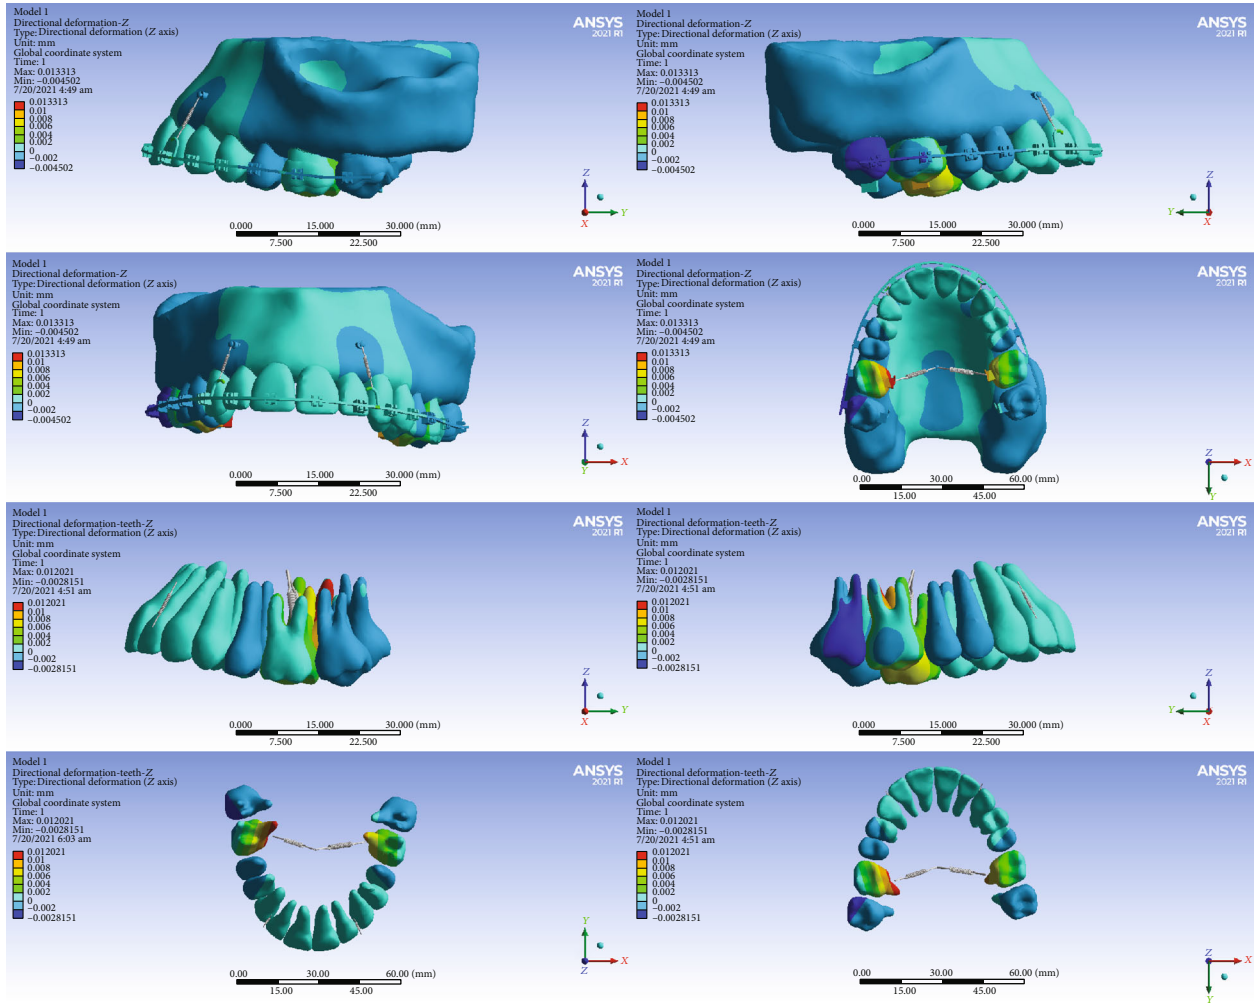 Model 1
Directional deformation-Z
Type: Directional deformation (Z axis)
Unit: mm
Global coordinate system
Time: 1
Max: 0.013313
Min: −0.004502
7/20/2021 4:49 am
0.013313
0.01
0.008
0.006
0.004
0.002
0
−0.002
−0.004502
ANSYS
2021 R1
Z
Y
X
0.000 15.000 30.000 (mm)
7.500 22.500
Model 1
Directional deformation-Z
Type: Directional deformation (Z axis)
Unit: mm
Global coordinate system
Time: 1
Max: 0.013313
Min: −0.004502
7/20/2021 4:49 am
0.013313
0.01
0.008
0.006
0.004
0.002
0
−0.002
−0.004502
ANSYS
2021 R1
Z
Y
X
0.000 15.000 30.000 (mm)
7.500 22.500
Model 1
Directional deformation-Z
Type: Directional deformation (Z axis)
Unit: mm
Global coordinate system
Time: 1
Max: 0.013313
Min: −0.004502
7/20/2021 4:49 am
0.013313
0.01
0.008
0.006
0.004
0.002
0
−0.002
−0.004502
ANSYS
2021 R1
Z
X
Y
0.000 15.000 30.000 (mm)
7.500 22.500
Model 1
Directional deformation-Z
Type: Directional deformation (Z axis)
Unit: mm
Global coordinate system
Time: 1
Max: 0.013313
Min: −0.004502
7/20/2021 4:49 am
0.013313
0.01
0.008
0.006
0.004
0.002
0
−0.002
−0.004502
ANSYS
2021 R1
Z
X
Y
0.00 30.00 60.00 (mm)
15.00 45.00
Model 1
Directional deformation-teeth-Z
Type: Directional deformation (Z axis)
Unit: mm
Global coordinate system
Time: 1
Max: 0.012021
Min: −0.0028151
7/20/2021 4:51 am
0.012021
0.01
0.008
0.006
0.004
0.002
0
−0.002
−0.0028151
ANSYS
2021 R1
Z
Y
X
0.000 15.000 30.000 (mm)
7.500 22.500
Model 1
Directional deformation-teeth-Z
Type: Directional deformation (Z axis)
Unit: mm
Global coordinate system
Time: 1
Max: 0.012021
Min: −0.0028151
7/20/2021 4:51 am
0.012021
0.01
0.008
0.006
0.004
0.002
0
−0.002
−0.0028151
ANSYS
2021 R1
Z
Y
X
0.000 15.000 30.000 (mm)
7.500 22.500
Model 1
Directional deformation-teeth-Z
Type: Directional deformation (Z axis)
Unit: mm
Global coordinate system
Time: 1
Max: 0.012021
Min: −0.0028151
7/20/2021 6:03 am
0.012021
0.01
0.008
0.006
0.004
0.002
0
−0.002
−0.0028151
ANSYS
2021 R1
Y
X
Z
0.00 30.00 60.00 (mm)
15.00 45.00
Model 1
Directional deformation-teeth-Z
Type: Directional deformation (Z axis)
Unit: mm
Global coordinate system
Time: 1
Max: 0.012021
Min: −0.0028151
7/20/2021 4:51 am
0.012021
0.01
0.008
0.006
0.004
0.002
0
−0.002
−0.0028151
ANSYS
2021 R1
Z
X
Y
0.00 30.00 60.00 (mm)
15.00 45.00